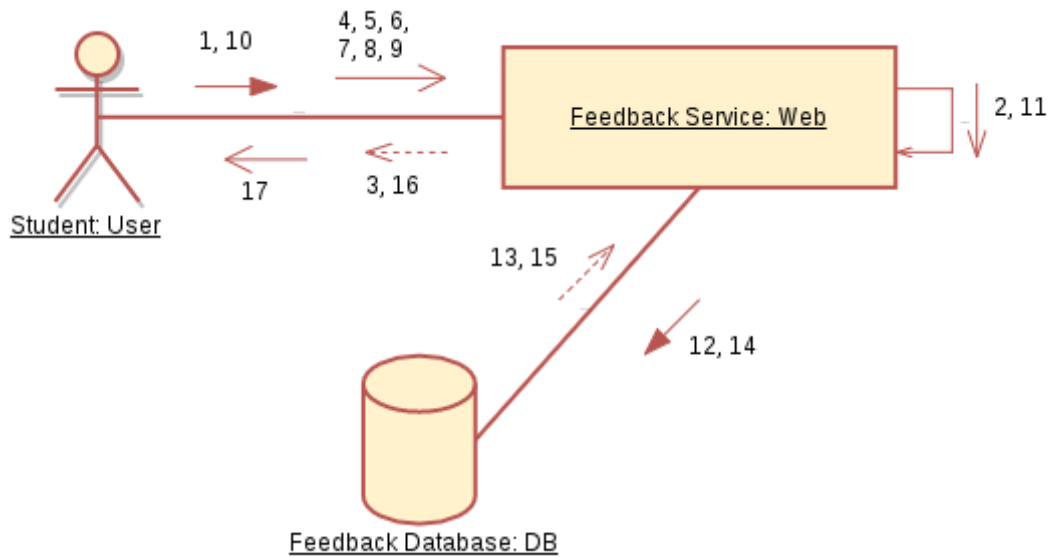 1, 10
4, 5, 6,
7, 8, 9
Feedback Service: Web
2, 11
17
3, 16
Student: User
13, 15
12, 14
Feedback Database: DB